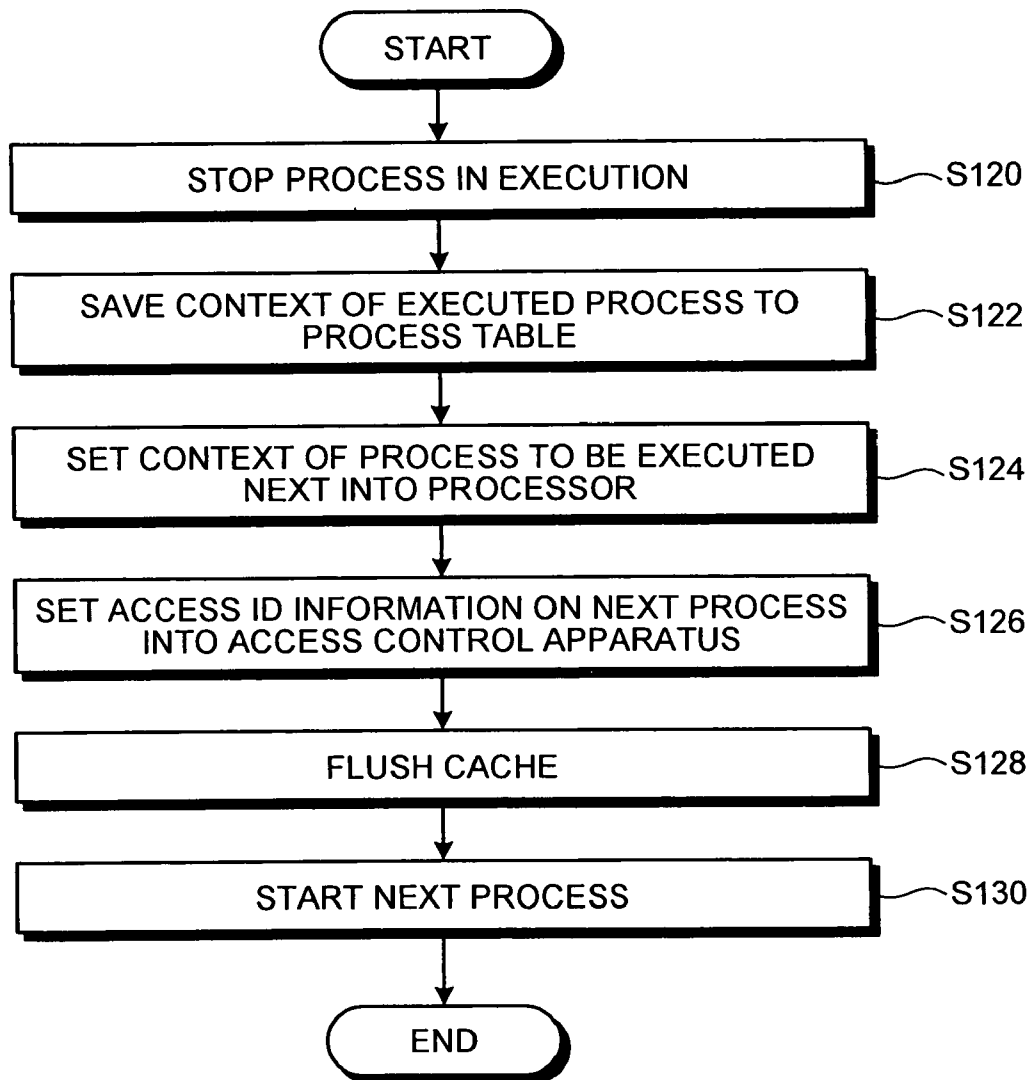 START
STOP PROCESS IN EXECUTION
S120
SAVE CONTEXT OF EXECUTED PROCESS TO
PROCESS TABLE
S122
SET CONTEXT OF PROCESS TO BE EXECUTED
NEXT INTO PROCESSOR
S124
SET ACCESS ID INFORMATION ON NEXT PROCESS
INTO ACCESS CONTROL APPARATUS
S126
FLUSH CACHE
S128
START NEXT PROCESS
S130
END